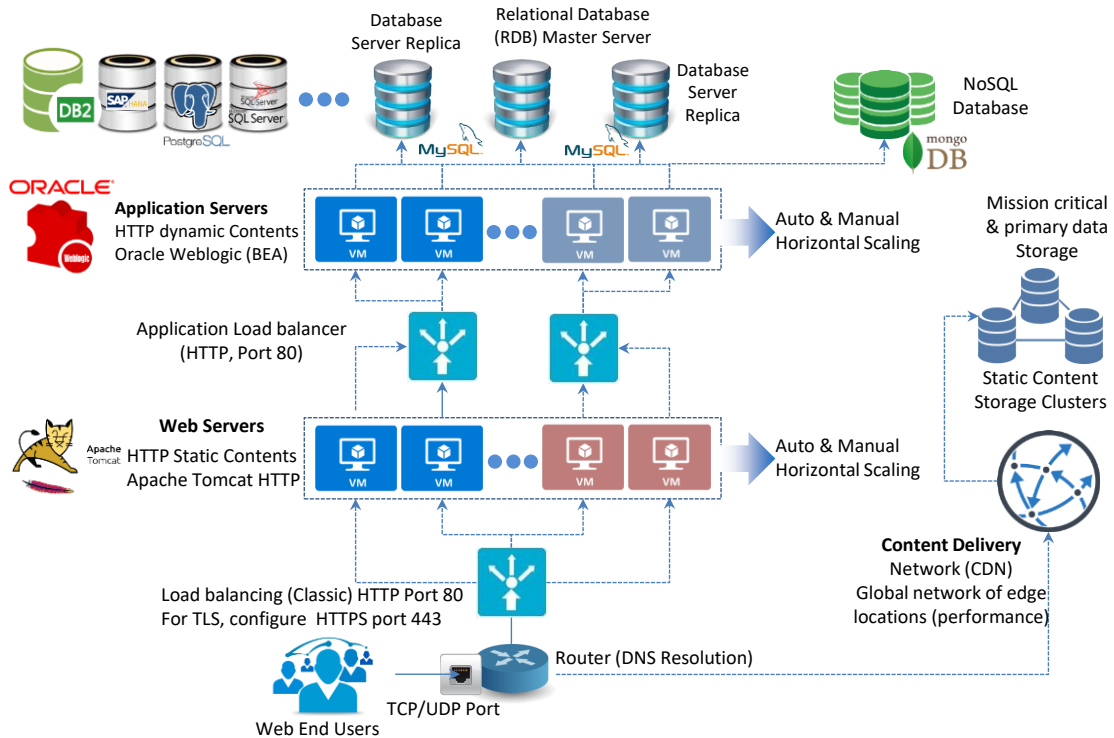 Database
Server Replica
Relational Database
(RDB) Master Server
Database
Server
Replica
NoSQL
Database
DB2
SAP HANA
PostgreSQL
SQL Server
SQL Server
MySQL
MySQL
mongo
DB
ORACLE
Weblogic
Application Servers
HTTP dynamic Contents
Oracle Weblogic (BEA)
VM
VM
VM
VM
Auto & Manual
Horizontal Scaling
Mission critical
& primary data
Storage
Application Load balancer
(HTTP, Port 80)
Static Content
Storage Clusters
Apache
Tomcat
Web Servers
HTTP Static Contents
Apache Tomcat HTTP
VM
VM
VM
VM
Auto & Manual
Horizontal Scaling
Content Delivery
Network (CDN)
Global network of edge
locations (performance)
Load balancing (Classic) HTTP Port 80
For TLS, configure HTTPS port 443
Router (DNS Resolution)
TCP/UDP Port
Web End Users